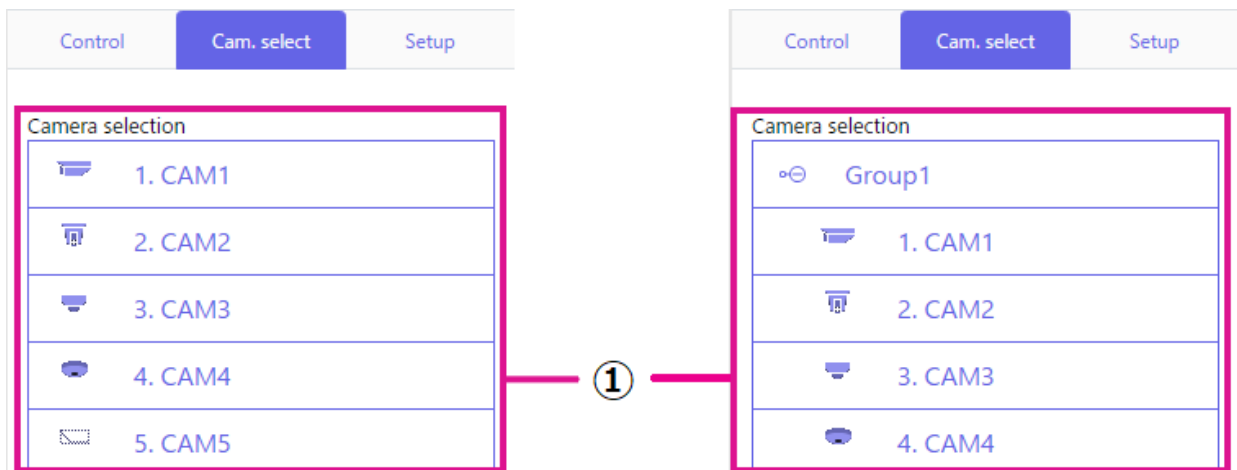 Control Cam. select Setup
Camera selection
1. CAM1
2. CAM2
3. CAM3
4. CAM4
5. CAM5
①
Control Cam. select Setup
Camera selection
Group1
1. CAM1
2. CAM2
3. CAM3
4. CAM4